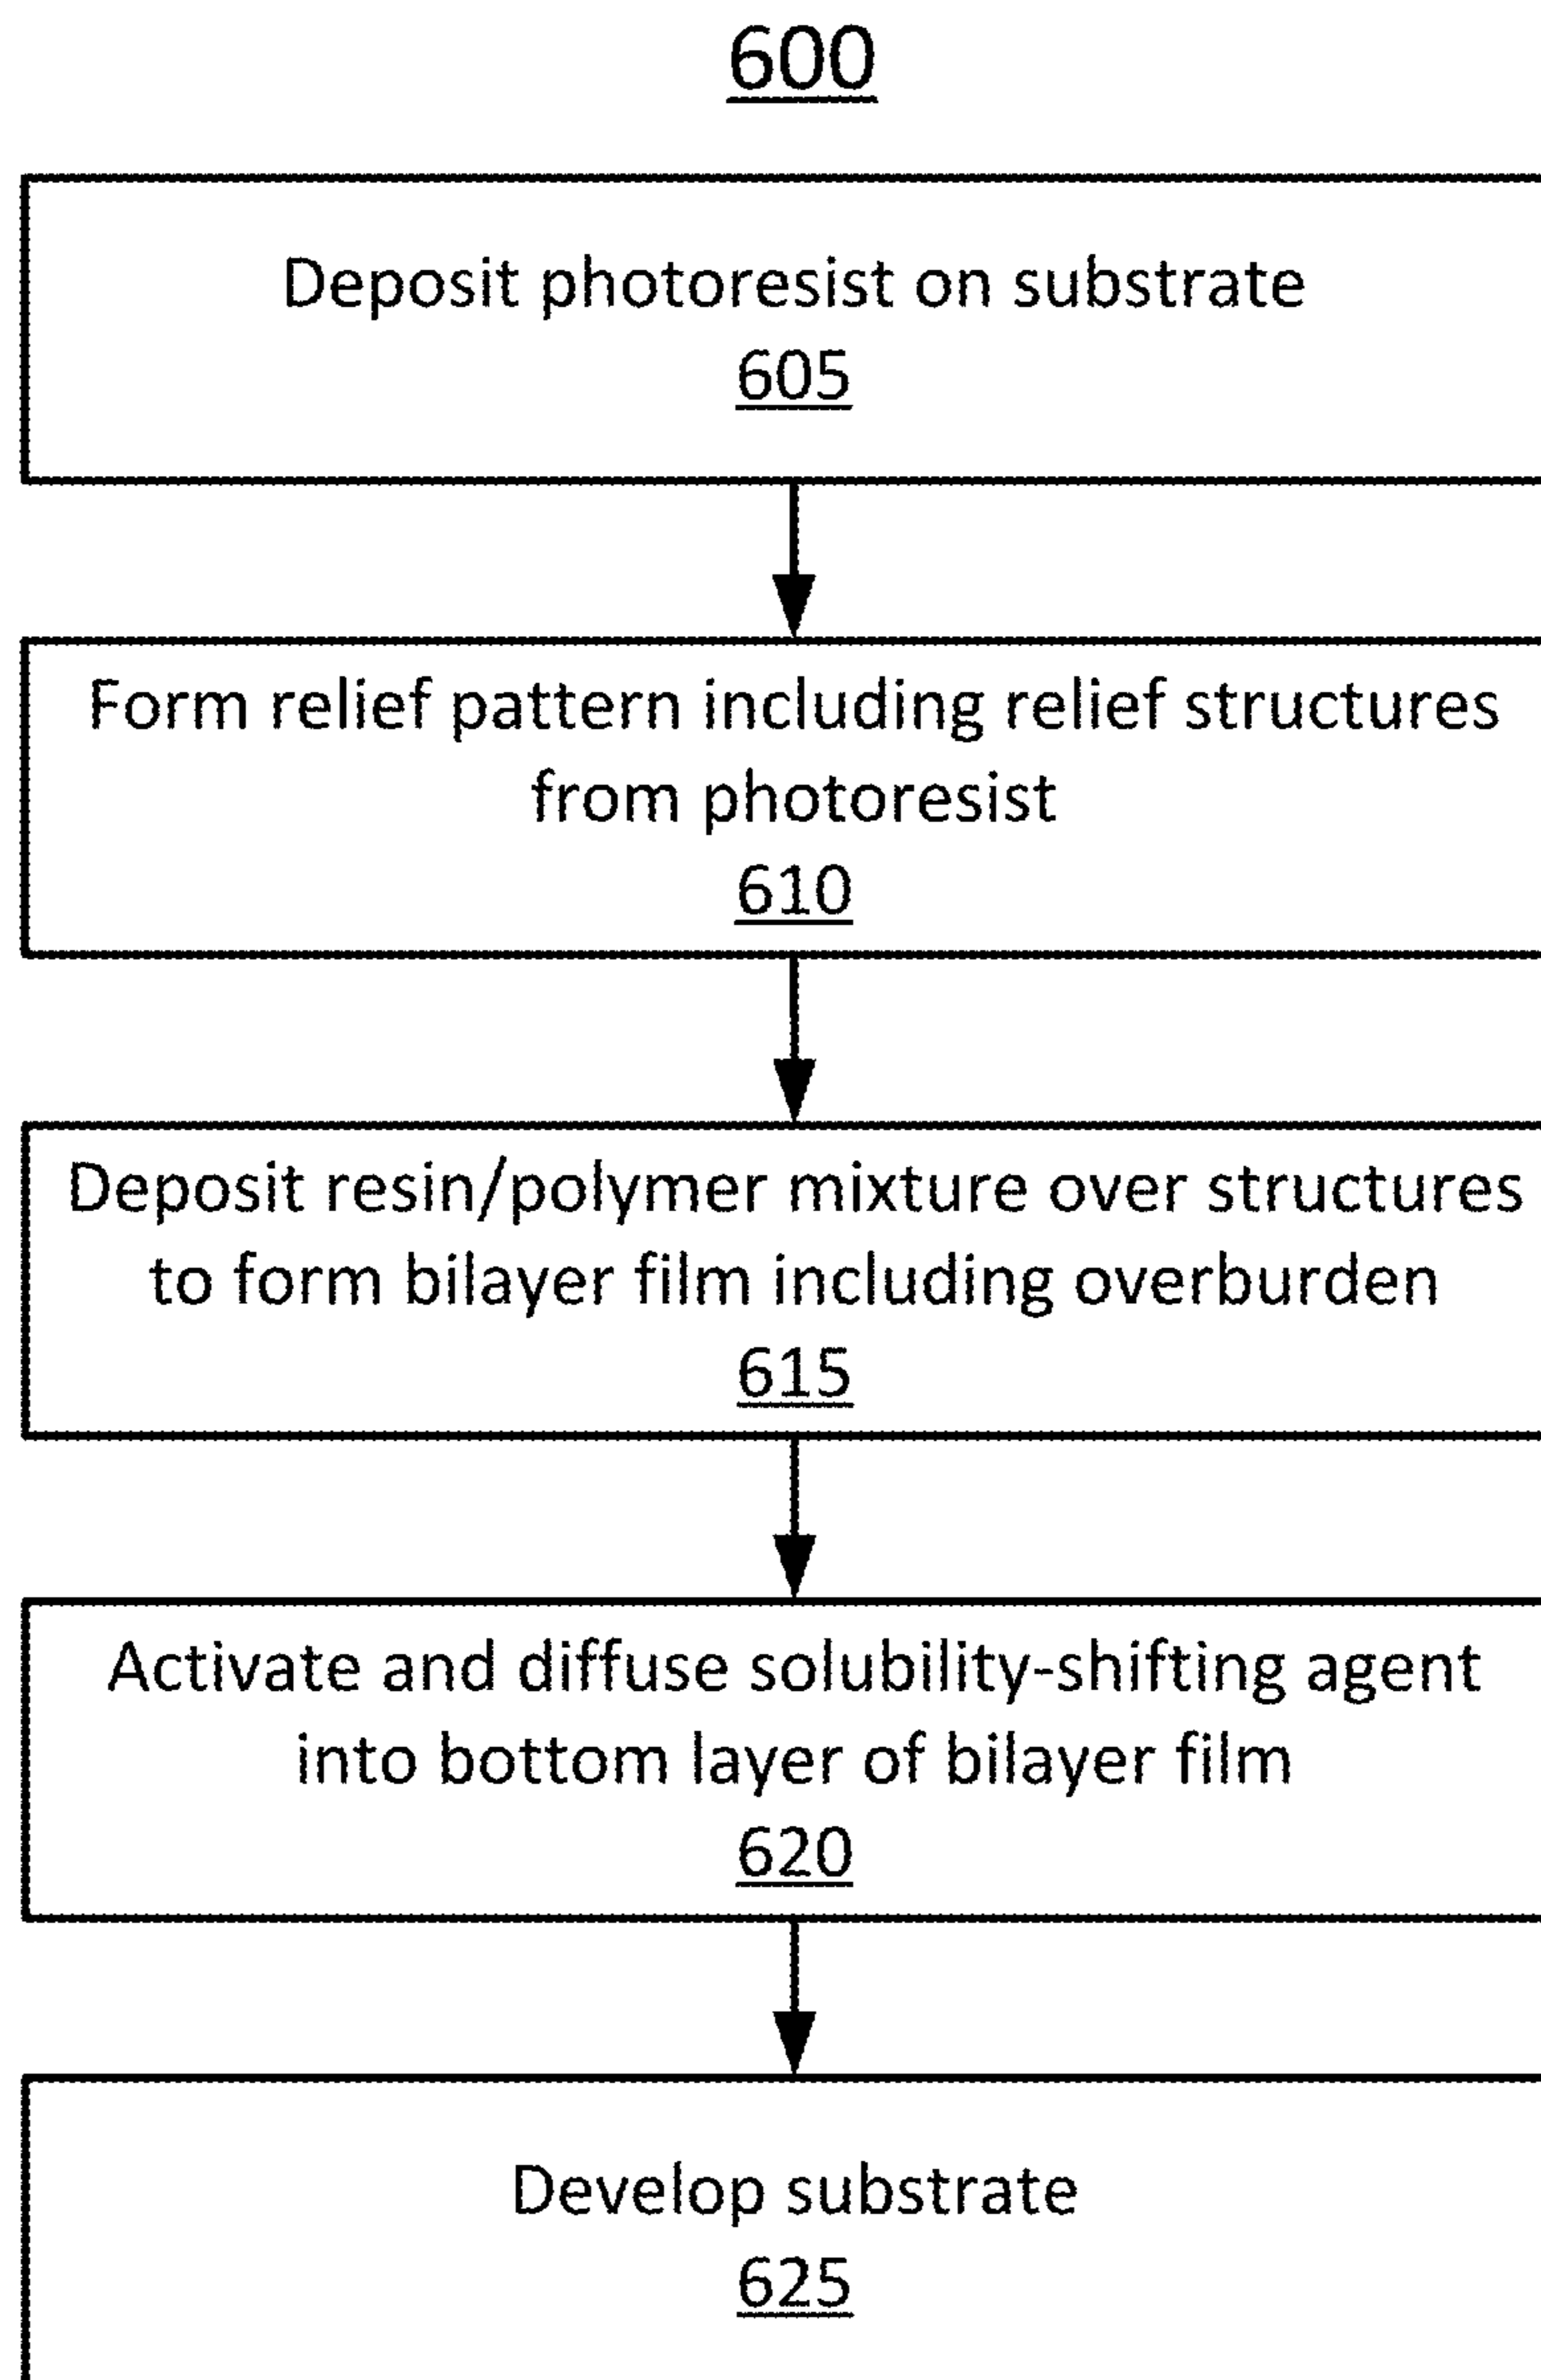 600
Deposit photoresist on substrate
605
Form relief pattern including relief structures
from photoresist
610
Deposit resin/polymer mixture over structures
to form bilayer film including overburden
615
Activate and diffuse solubility-shifting agent
into bottom layer of bilayer film
620
Develop substrate
625